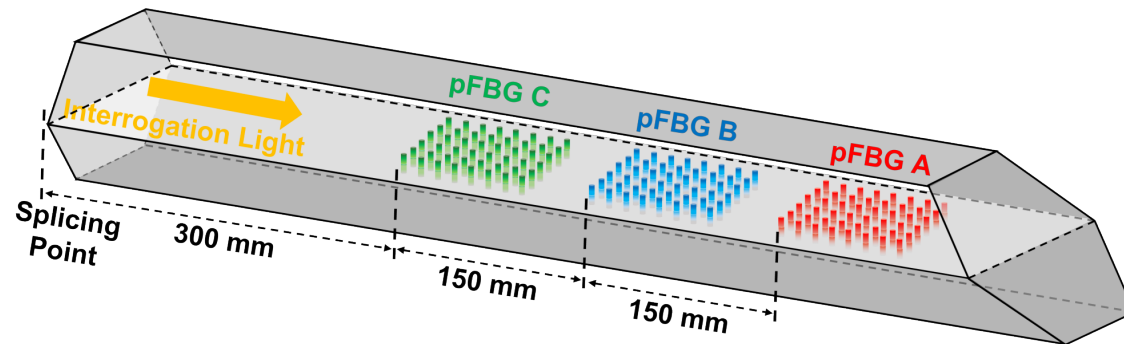 pFBG C
pFBG B
pFBG A
Interrogation Light
Splicing
Point
300 mm
150 mm
150 mm